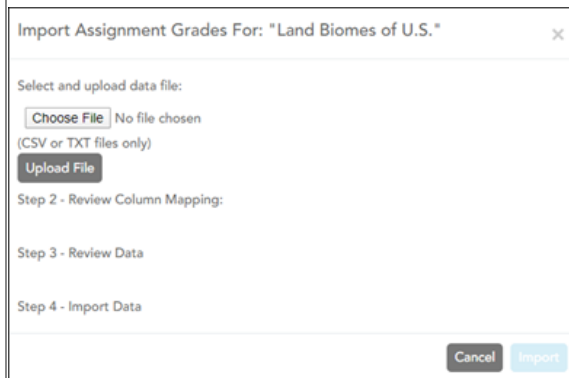 Import Assignment Grades For: "Land Biomes of U.S."
×
Select and upload data file:
Choose File No file chosen
(CSV or TXT files only)
Upload File
Step 2 - Review Column Mapping:
Step 3 - Review Data
Step 4 - Import Data
Cancel Import